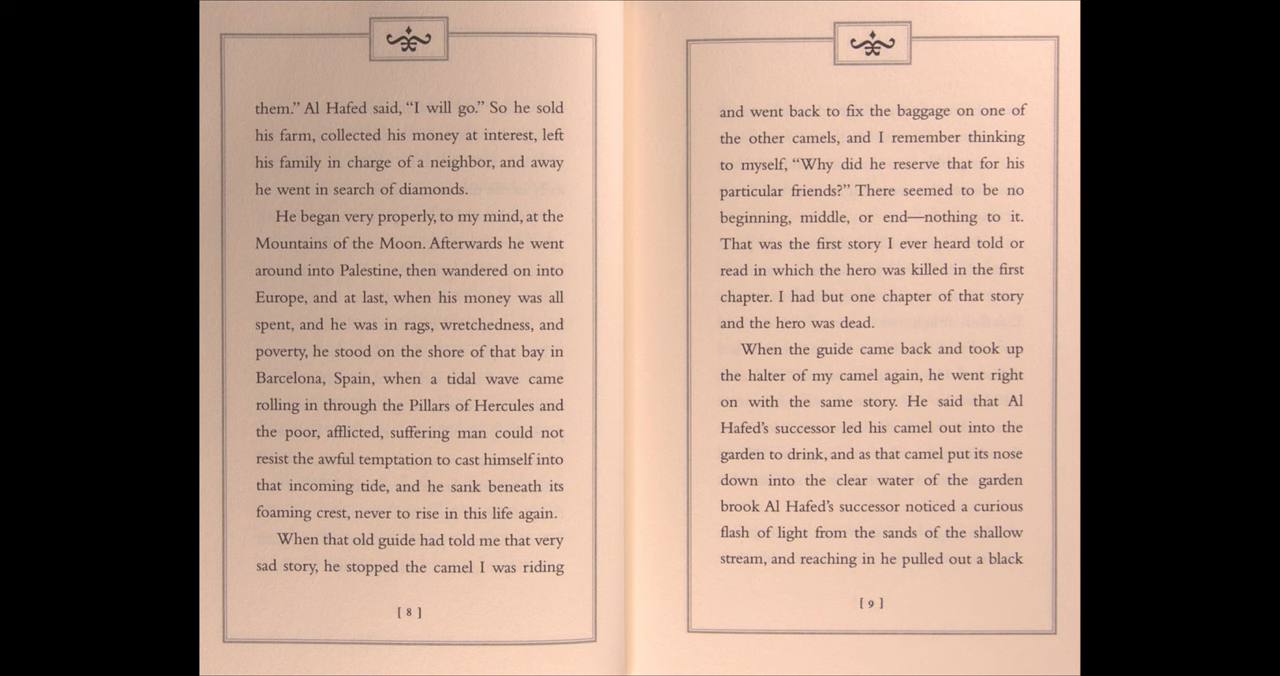 them.” Al Hafed said, “I will go.” So he sold
his farm, collected his money at interest, left
his family in charge of a neighbor, and away
he went in search of diamonds.
He began very properly, to my mind, at the
Mountains of the Moon. Afterwards he went
around into Palestine, then wandered on into
Europe, and at last, when his money was all
spent, and he was in rags, wretchedness, and
poverty, he stood on the shore of that bay in
Barcelona, Spain, when a tidal wave came
rolling in through the Pillars of Hercules and
the poor, afflicted, suffering man could not
resist the awful temptation to cast himself into
that incoming tide, and he sank beneath its
foaming crest, never to rise in this life again.
When that old guide had told me that very
sad story, he stopped the camel I was riding
[ 8 ]
and went back to fix the baggage on one of
the other camels, and I remember thinking
to myself, “Why did he reserve that for his
particular friends?” There seemed to be no
beginning, middle, or end—nothing to it.
That was the first story I ever heard told or
read in which the hero was killed in the first
chapter. I had but one chapter of that story
and the hero was dead.
When the guide came back and took up
the halter of my camel again, he went right
on with the same story. He said that Al
Hafed’s successor led his camel out into the
garden to drink, and as that camel put its nose
down into the clear water of the garden
brook Al Hafed’s successor noticed a curious
flash of light from the sands of the shallow
stream, and reaching in he pulled out a black
[ 9 ]